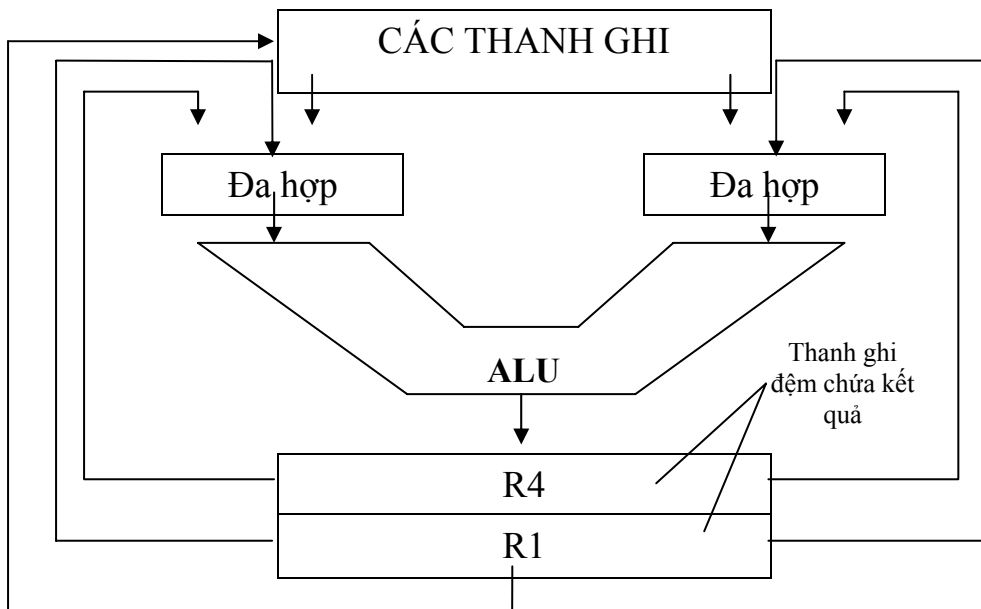 CÁC THANH GHI
Đa hợp
Đa hợp
ALU
Thanh ghi
đệm chứa kết
quả
R4
R1